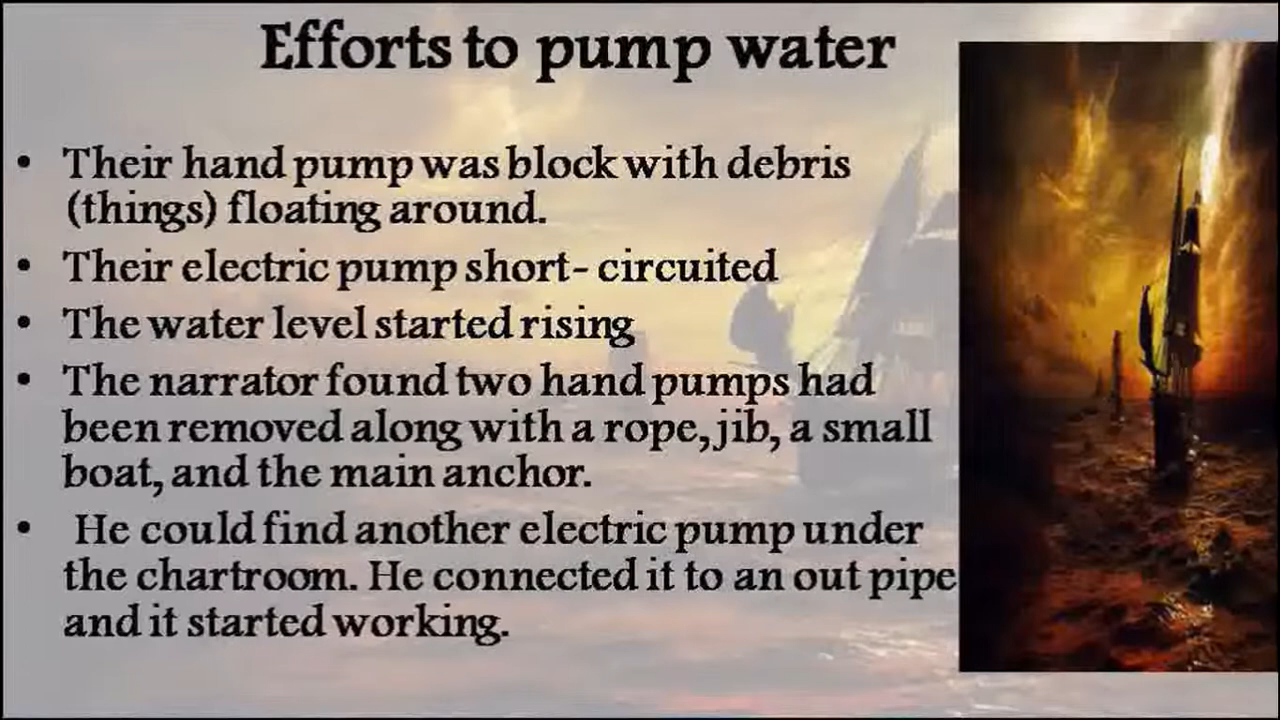 Efforts to pump water
• Their hand pump was block with debris
(things) floating around.
• Their electric pump short- circuited
• The water level started rising
• The narrator found two hand pumps had
been removed along with a rope, jib, a small
boat, and the main anchor.
• He could find another electric pump under
the chartroom. He connected it to an out pipe
and it started working.